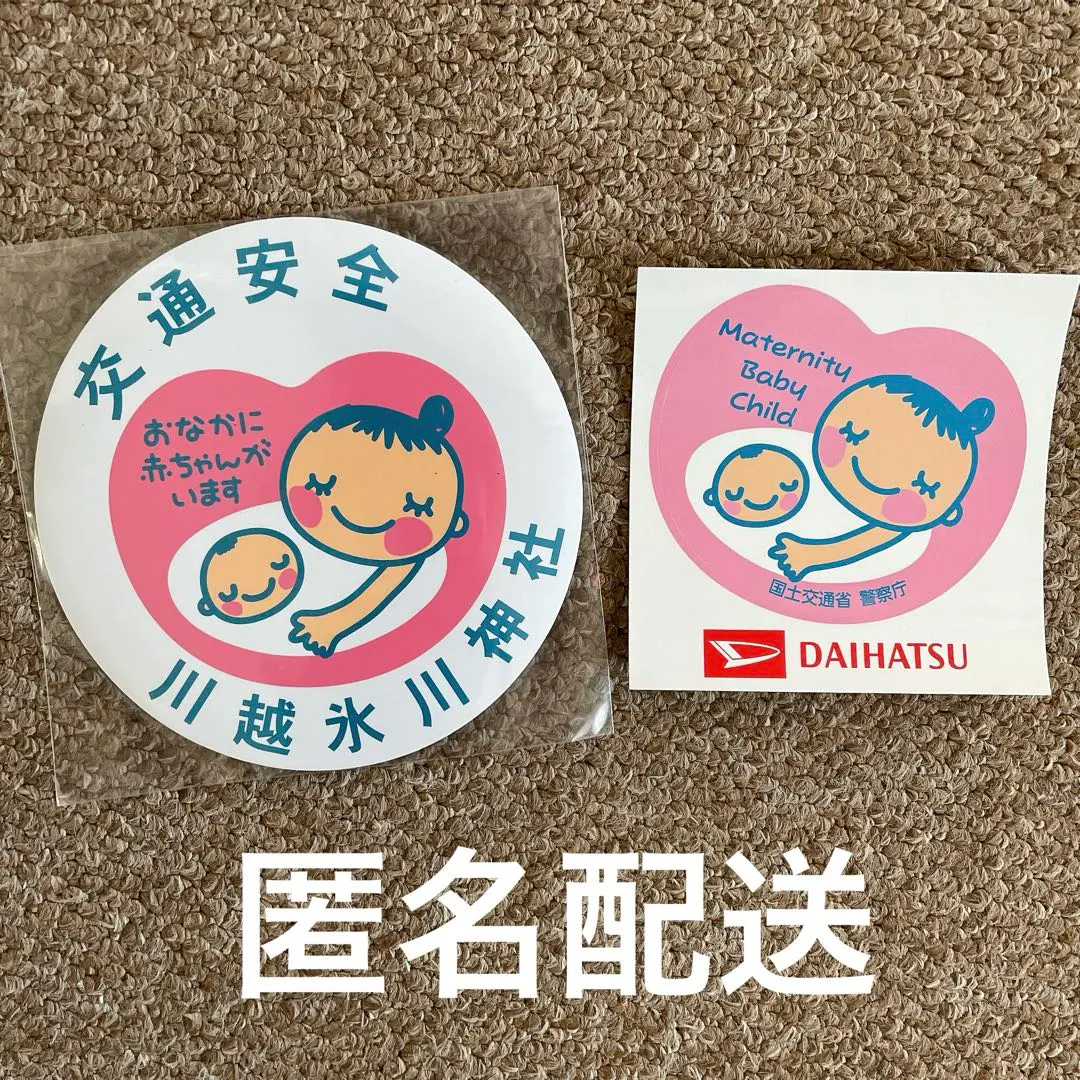 交通安全
おなかに
赤ちゃんが
います
川越氷川神社
Maternity
Baby
Child
国土交通省 警察庁
DAIHATSU
匿名配送